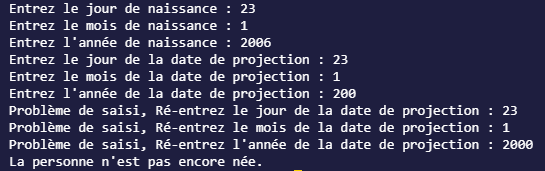 Entrez le jour de naissance : 23
Entrez le mois de naissance : 1
Entrez l'année de naissance : 2006
Entrez le jour de la date de projection : 23
Entrez le mois de la date de projection : 1
Entrez l'année de la date de projection : 200
Problème de saisi, Ré-entrez le jour de la date de projection : 23
Problème de saisi, Ré-entrez le mois de la date de projection : 1
Problème de saisi, Ré-entrez l'année de la date de projection : 2000
La personne n'est pas encore née.